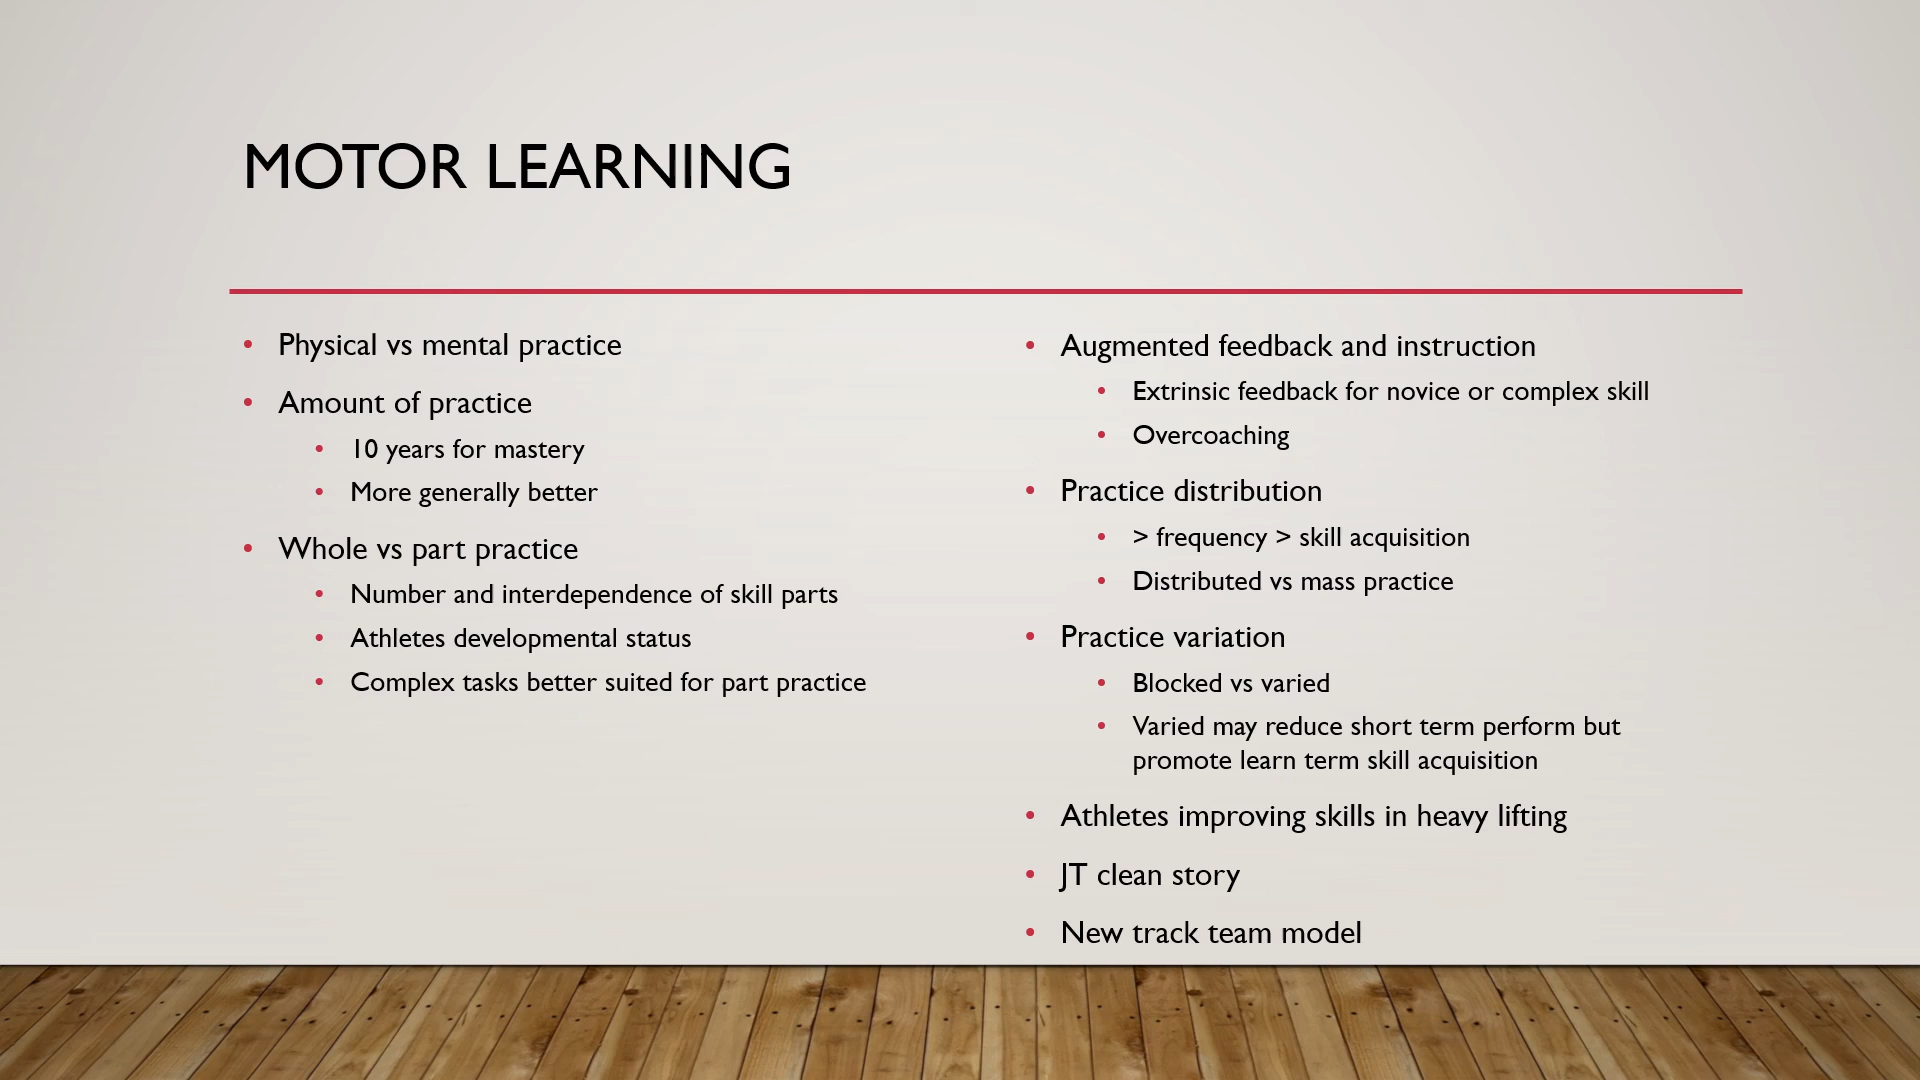 MOTOR LEARNING
• Physical vs mental practice
• Amount of practice
• 10 years for mastery
• More generally better
• Whole vs part practice
• Number and interdependence of skill parts
• Athletes developmental status
• Complex tasks better suited for part practice
• Augmented feedback and instruction
• Extrinsic feedback for novice or complex skill
• Overcoaching
• Practice distribution
• > frequency > skill acquisition
• Distributed vs mass practice
• Practice variation
• Blocked vs varied
• Varied may reduce short term perform but
promote learn term skill acquisition
• Athletes improving skills in heavy lifting
• JT clean story
• New track team model